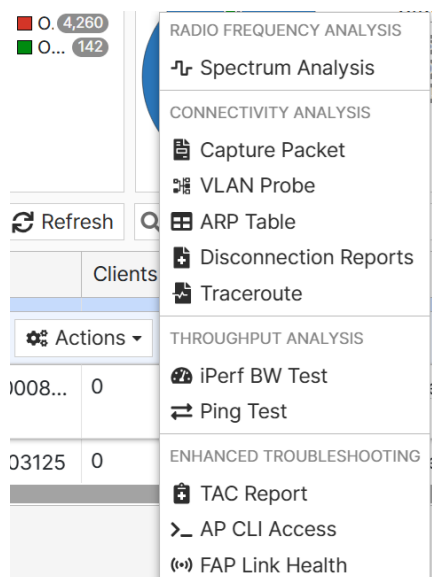 O. 4,260
O... 142
Refresh
Clients
Actions
0008... 0
03125 0
RADIO FREQUENCY ANALYSIS
Spectrum Analysis
CONNECTIVITY ANALYSIS
Capture Packet
VLAN Probe
ARP Table
Disconnection Reports
Traceroute
THROUGHPUT ANALYSIS
iPerf BW Test
Ping Test
ENHANCED TROUBLESHOOTING
TAC Report
AP CLI Access
FAP Link Health